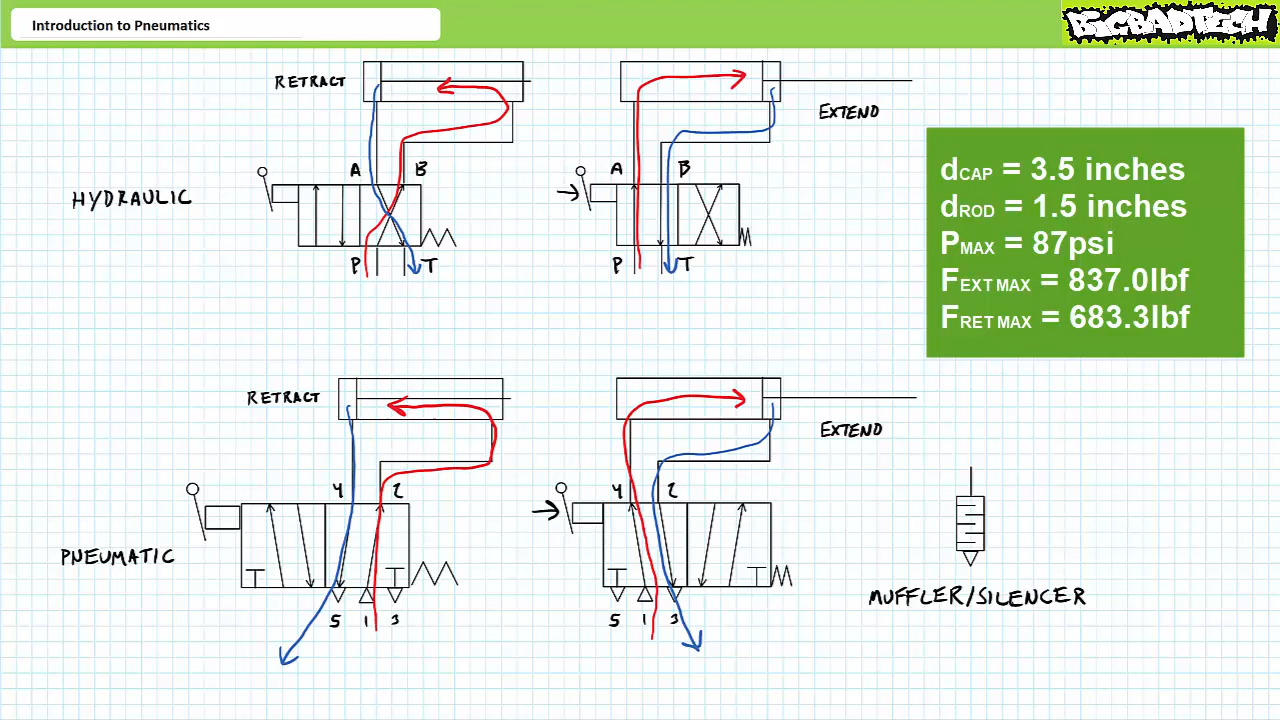 Introduction to Pneumatics
BIGBADTECH
RETRACT
EXTEND
A B
A B
HYDRAULIC
P T
P T
dCAP = 3.5 inches
dROD = 1.5 inches
PMAX = 87psi
FEXT MAX = 837.0lbf
FRET MAX = 683.3lbf
RETRACT
EXTEND
4 2
4 2
PNEUMATIC
5 1 3
5 1 3
MUFFLER/SILENCER